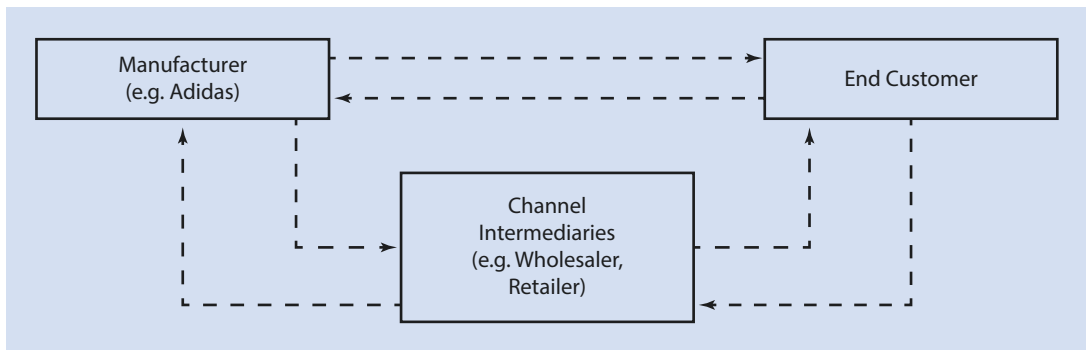 Manufacturer
(e.g. Adidas)
End Customer
Channel
Intermediaries
(e.g. Wholesaler,
Retailer)